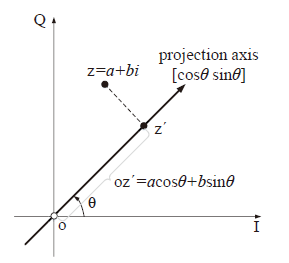 Q
projection axis
z=a+bi
[cosθ sinθ]
z´
oz´=acosθ+bsinθ
θ
o
I